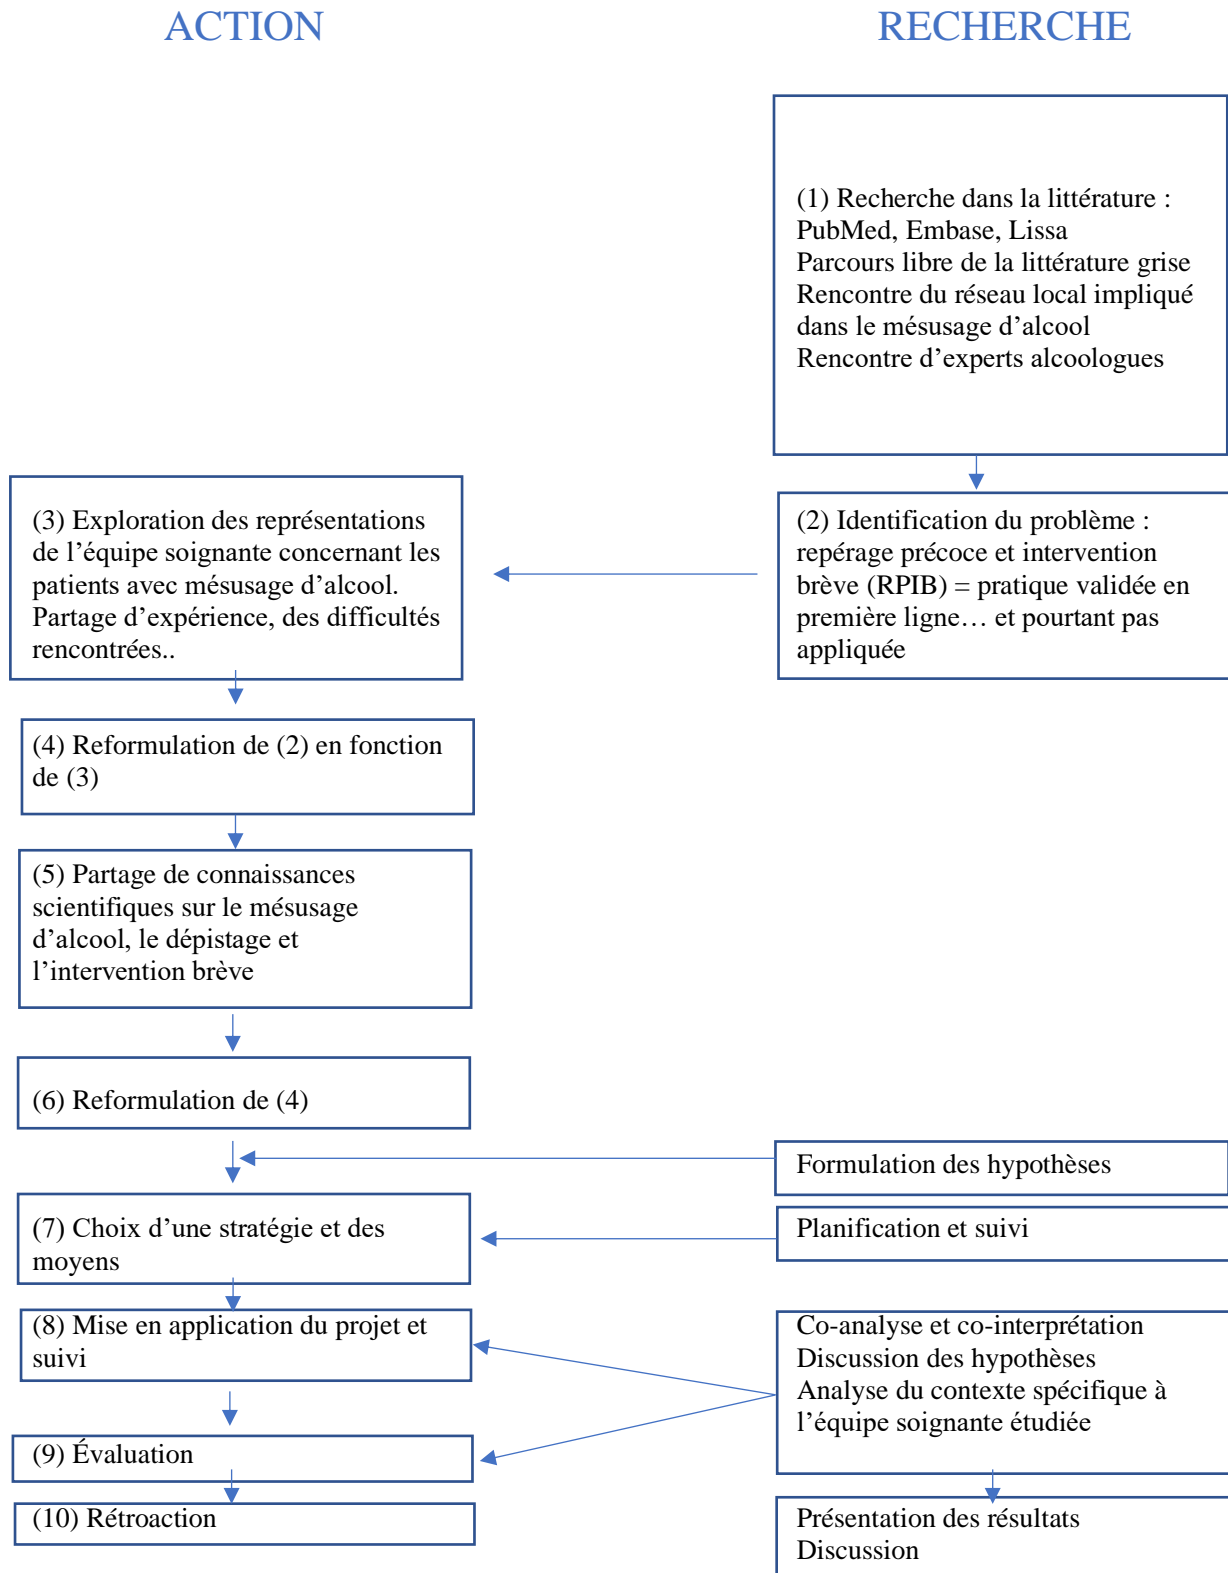 ACTION
RECHERCHE
(1) Recherche dans la littérature :
PubMed, Embase, Lissa
Parcours libre de la littérature grise
Rencontre du réseau local impliqué
dans le mésusage d’alcool
Rencontre d’experts alcoologues
(2) Identification du problème :
repérage précoce et intervention
brève (RPIB) = pratique validée en
première ligne… et pourtant pas
appliquée
(3) Exploration des représentations
de l’équipe soignante concernant les
patients avec mésusage d’alcool.
Partage d’expérience, des difficultés
rencontrées..
(4) Reformulation de (2) en fonction
de (3)
(5) Partage de connaissances
scientifiques sur le mésusage
d’alcool, le dépistage et
l’intervention brève
(6) Reformulation de (4)
Formulation des hypothèses
(7) Choix d’une stratégie et des
moyens
Planification et suivi
(8) Mise en application du projet et
suivi
Co-analyse et co-interprétation
Discussion des hypothèses
Analyse du contexte spécifique à
l’équipe soignante étudiée
(9) Évaluation
(10) Rétroaction
Présentation des résultats
Discussion